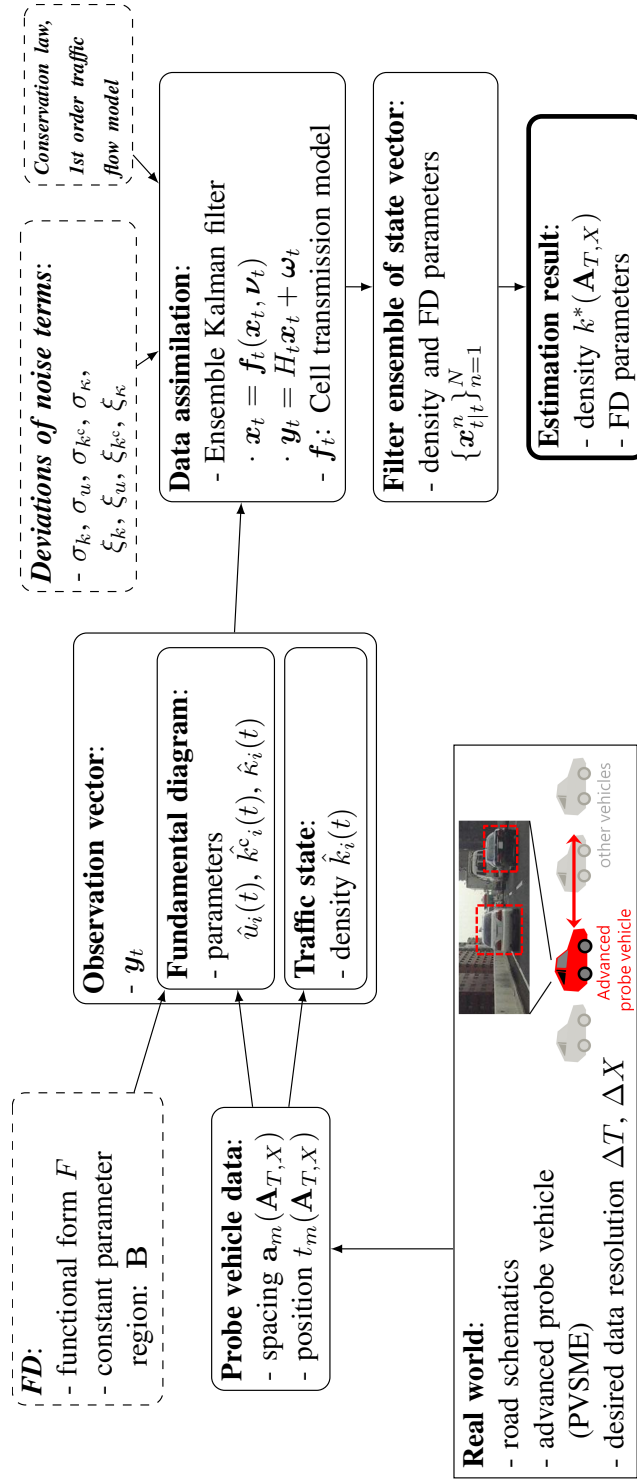 FD:
- functional form F
- constant parameter
region: B
Probe vehicle data:
- spacing a_m(A_{T,X})
- position t_m(A_{T,X})
Real world:
- road schematics
- advanced probe vehicle
(PVSME)
- desired data resolution ΔT, ΔX
Advanced
probe vehicle
other vehicles
Observation vector:
- y_t
Fundamental diagram:
- parameters
û_i(t), k̂^c_i(t), κ̂_i(t)
Traffic state:
- density k̂_i(t)
Deviations of noise terms:
- σ_k, σ_u, σ_{k^c}, σ_κ,
ξ_k, ξ_u, ξ_{k^c}, ξ_κ
Conservation law,
1st order traffic
flow model
Data assimilation:
- Ensemble Kalman filter
· x_t = f_t(x_t, ν_t)
· y_t = H_t x_t + ω_t
- f_t: Cell transmission model
Filter ensemble of state vector:
- density and FD parameters
{x^n_{t|t}}^N_{n=1}
Estimation result:
- density k*(A_{T,X})
- FD parameters